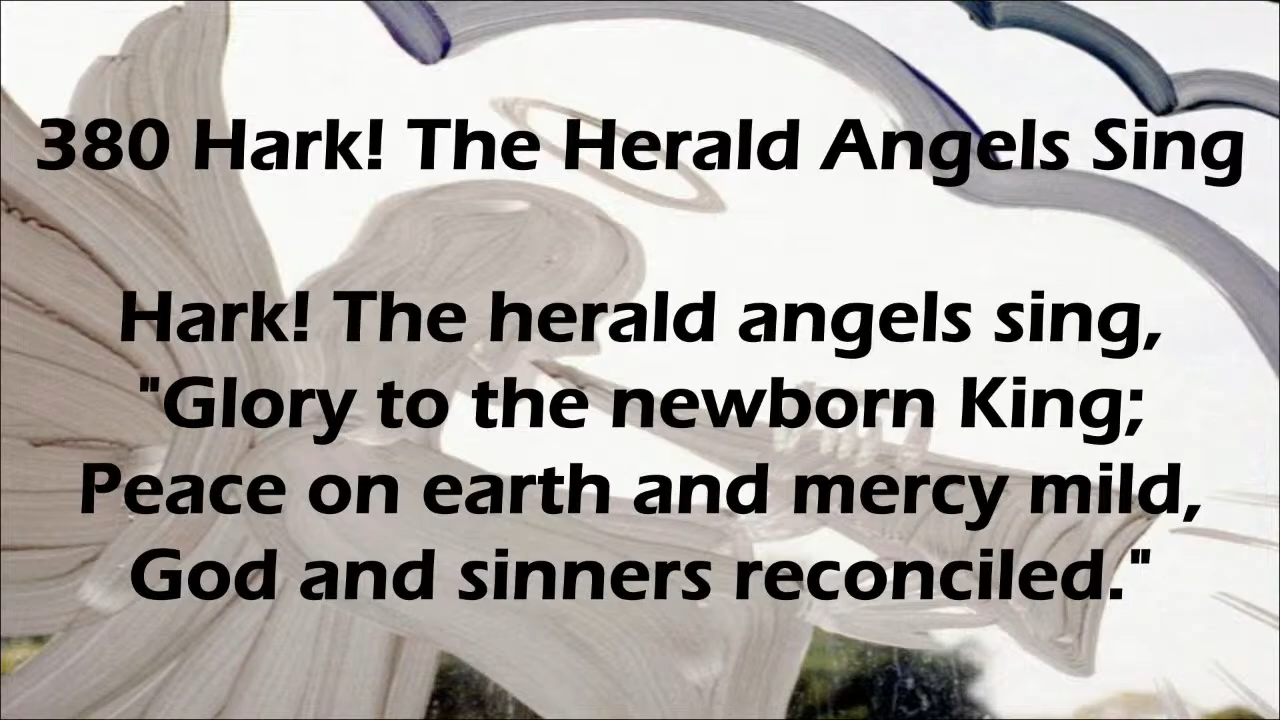 380 Hark! The Herald Angels Sing
Hark! The herald angels sing,
"Glory to the newborn King;
Peace on earth and mercy mild,
God and sinners reconciled."